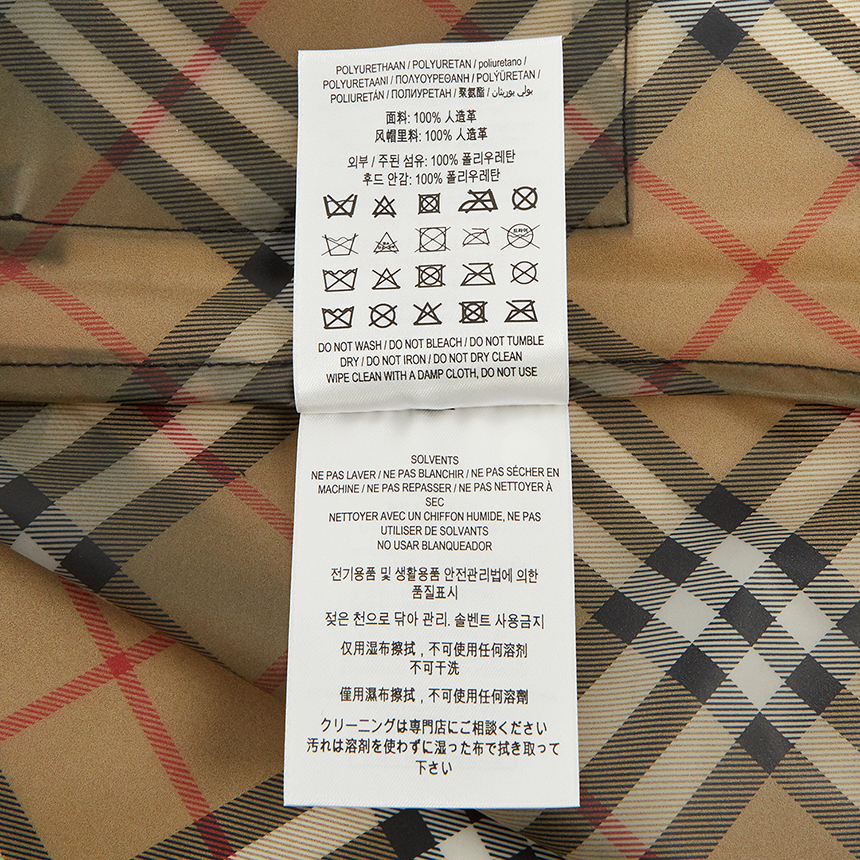 POLYURETHAAN / POLYURETAN / poliuretano /
POLYURETAANI / ΠΟΛΥΟΥΡΕΘΑΝΗ / POLYÜRETAN /
POLIURETÁN / ПОЛИУРЕТАН / 聚氨酯 / بولي يوريثان
面料: 100% 人造革
风帽里料: 100% 人造革
외부 / 주된 섬유: 100% 폴리우레탄
후드 안감: 100% 폴리우레탄
드라이
DO NOT WASH / DO NOT BLEACH / DO NOT TUMBLE
DRY / DO NOT IRON / DO NOT DRY CLEAN
WIPE CLEAN WITH A DAMP CLOTH, DO NOT USE
SOLVENTS
NE PAS LAVER / NE PAS BLANCHIR / NE PAS SÉCHER EN
MACHINE / NE PAS REPASSER / NE PAS NETTOYER À
SEC
NETTOYER AVEC UN CHIFFON HUMIDE, NE PAS
UTILISER DE SOLVANTS
NO USAR BLANQUEADOR
전기용품 및 생활용품 안전관리법에 의한
품질표시
젖은 천으로 닦아 관리. 솔벤트 사용금지
仅用湿布擦拭，不可使用任何溶剂
不可干洗
僅用濕布擦拭，不可使用任何溶劑
クリーニングは専門店にご相談ください
汚れは溶剤を使わずに湿った布で拭き取って
下さい